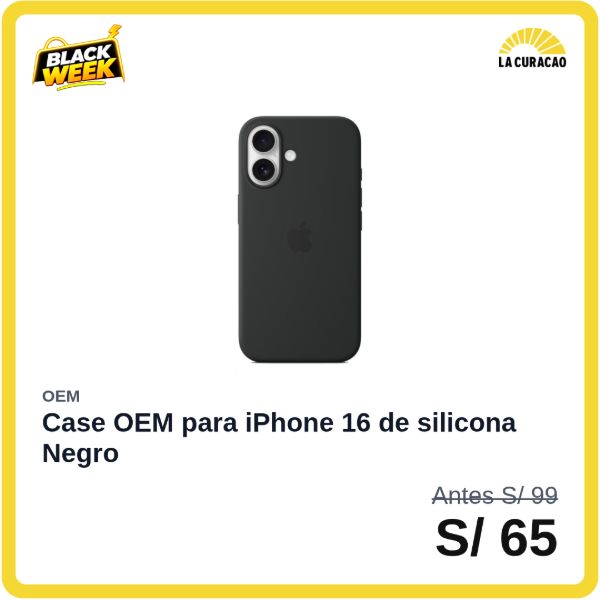 BLACK
WEEK
LA CURACAO
OEM
Case OEM para iPhone 16 de silicona
Negro
Antes S/ 99
S/ 65